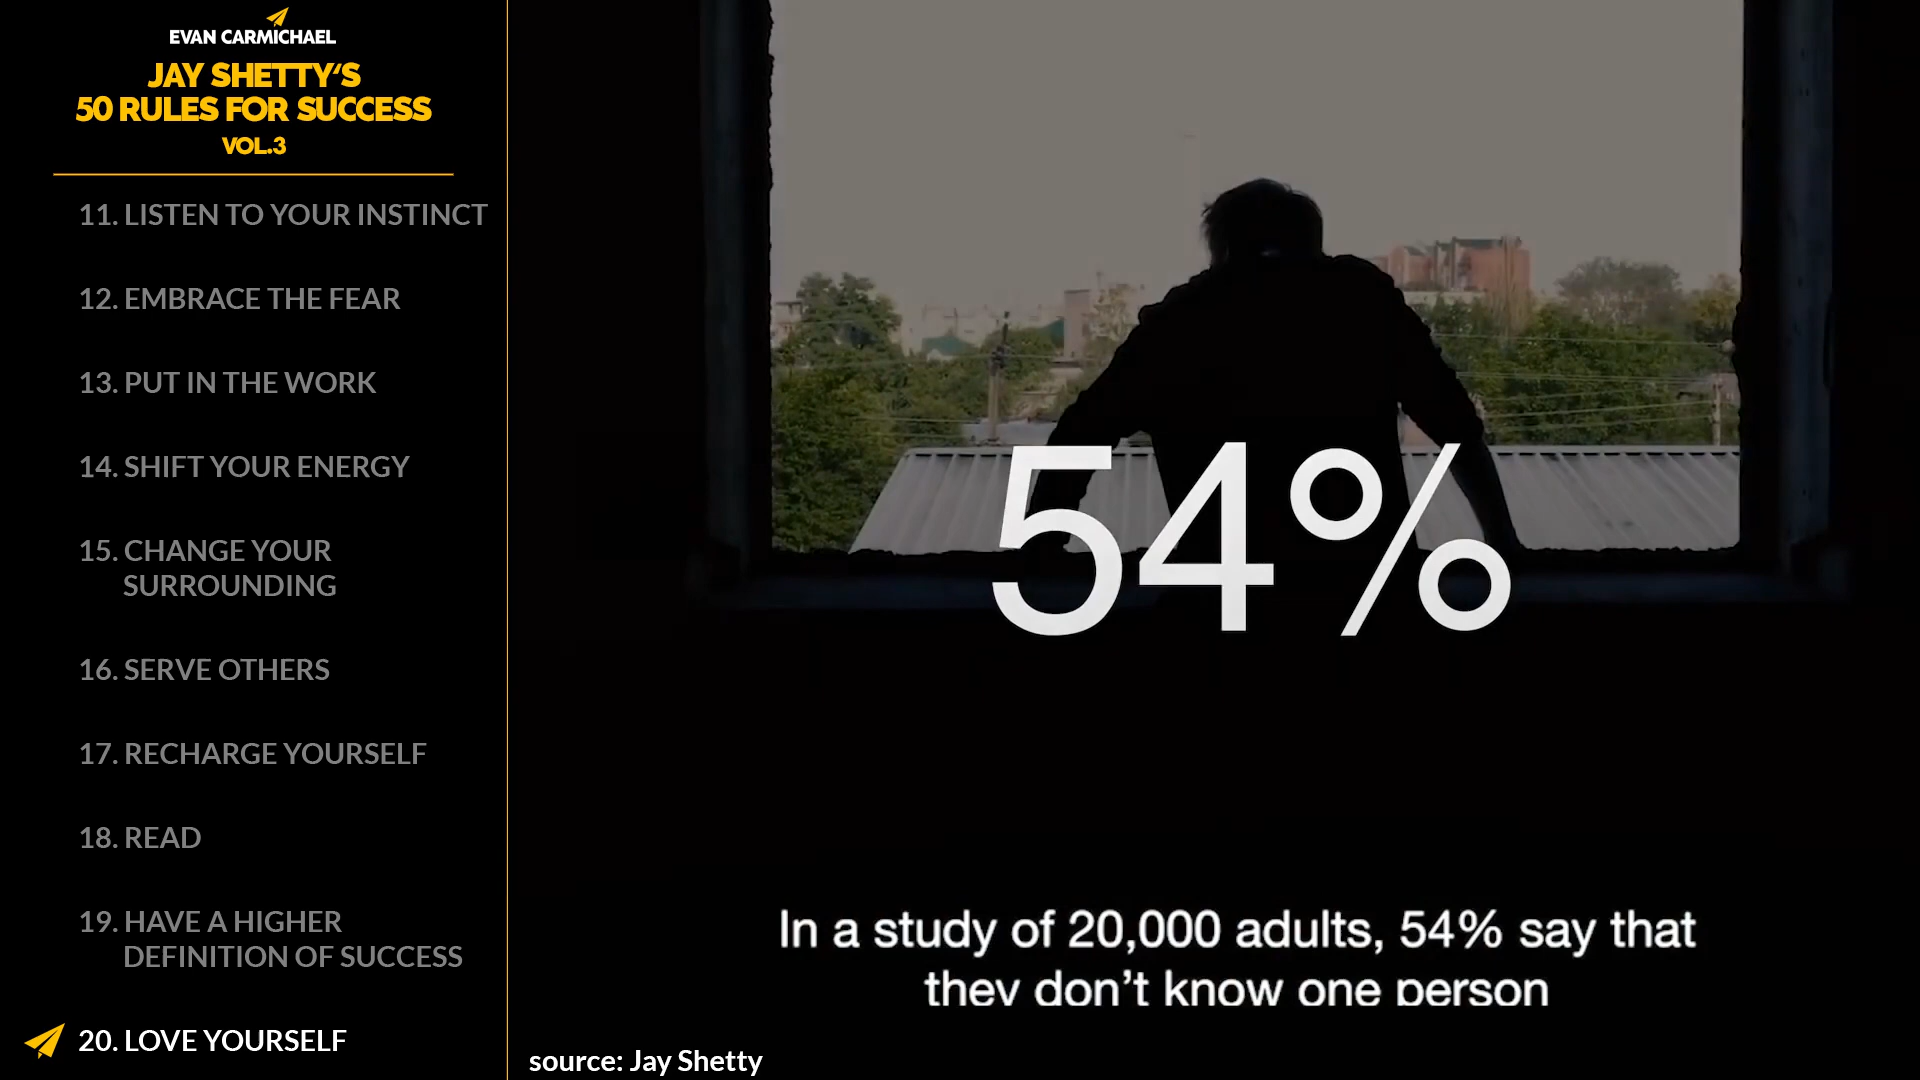 EVAN CARMICHAEL
JAY SHETTY'S
50 RULES FOR SUCCESS
VOL.3
11. LISTEN TO YOUR INSTINCT
12. EMBRACE THE FEAR
13. PUT IN THE WORK
14. SHIFT YOUR ENERGY
15. CHANGE YOUR
SURROUNDING
16. SERVE OTHERS
17. RECHARGE YOURSELF
18. READ
19. HAVE A HIGHER
DEFINITION OF SUCCESS
20. LOVE YOURSELF
54%
In a study of 20,000 adults, 54% say that
they don't know one person
source: Jay Shetty